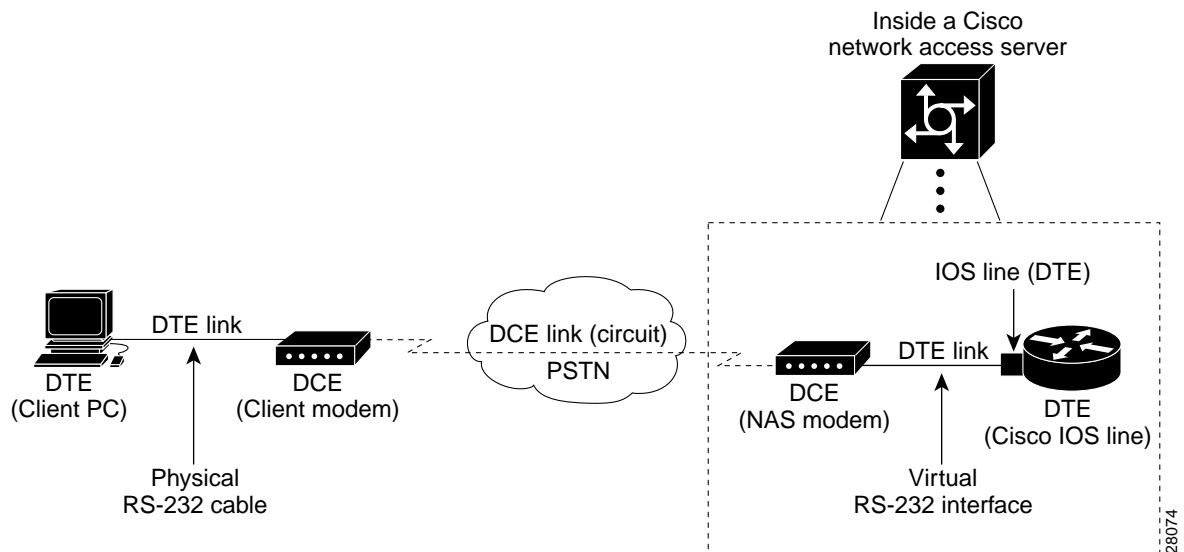 Inside a Cisco
network access server
IOS line (DTE)
DTE link
DCE link (circuit)
PSTN
DTE link
DTE
(Client PC)
DCE
(Client modem)
DCE
(NAS modem)
DTE
(Cisco IOS line)
Physical
RS-232 cable
Virtual
RS-232 interface
28074